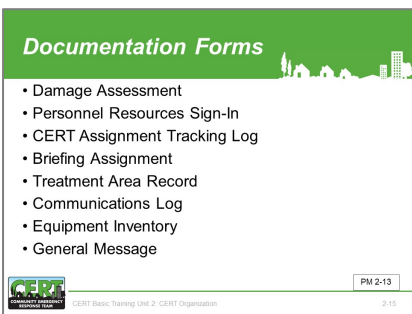 Documentation Forms
• Damage Assessment
• Personnel Resources Sign-In
• CERT Assignment Tracking Log
• Briefing Assignment
• Treatment Area Record
• Communications Log
• Equipment Inventory
• General Message
PM 2-13
CERT
COMMUNITY EMERGENCY
RESPONSE TEAM
CERT Basic Training Unit 2: CERT Organization
2-15